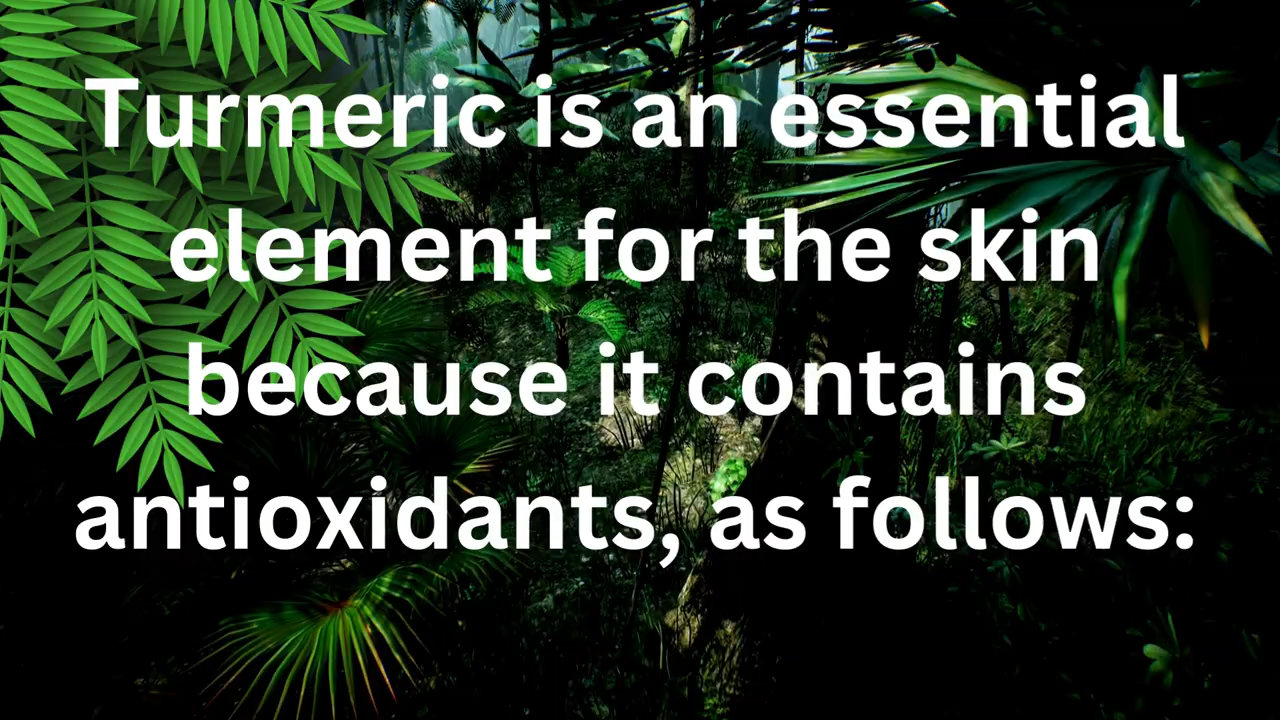 Turmeric is an essential
element for the skin
because it contains
antioxidants, as follows: